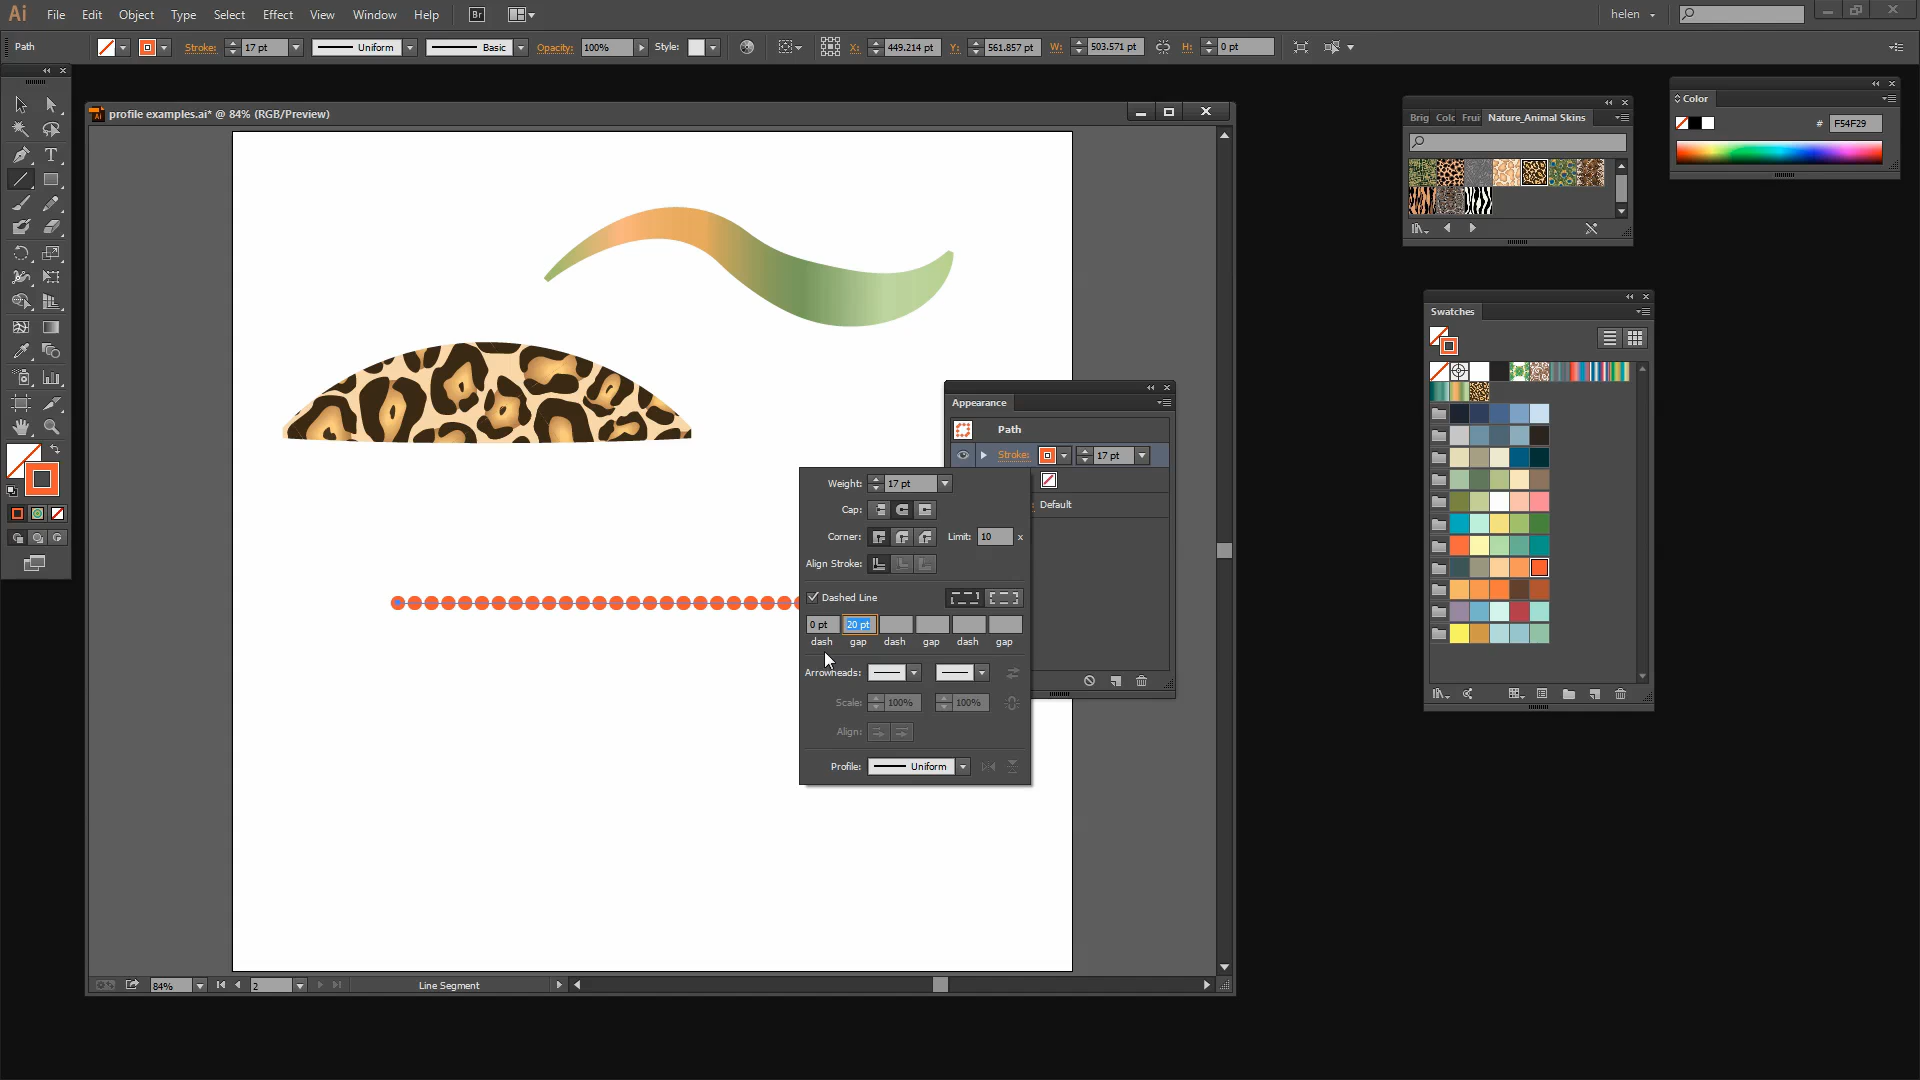 Ai File Edit Object Type Select Effect View Window Help Br helen
Path Stroke: 17 pt Uniform Basic Opacity: 100% Style: X: 449.214 pt Y: 561.857 pt W: 503.571 pt H: 0 pt
profile examples.ai* @ 84% (RGB/Preview)
Brig Colc Frui Nature_Animal Skins
Color
# F54F29
Swatches
Appearance
Path
Stroke: 17 pt
Default
Weight: 17 pt
Cap:
Corner: Limit: 10 x
Align Stroke:
Dashed Line
0 pt 20 pt
dash gap dash gap dash gap
Arrowheads:
Scale: 100% 100%
Align:
Profile: Uniform
84% 2 Line Segment